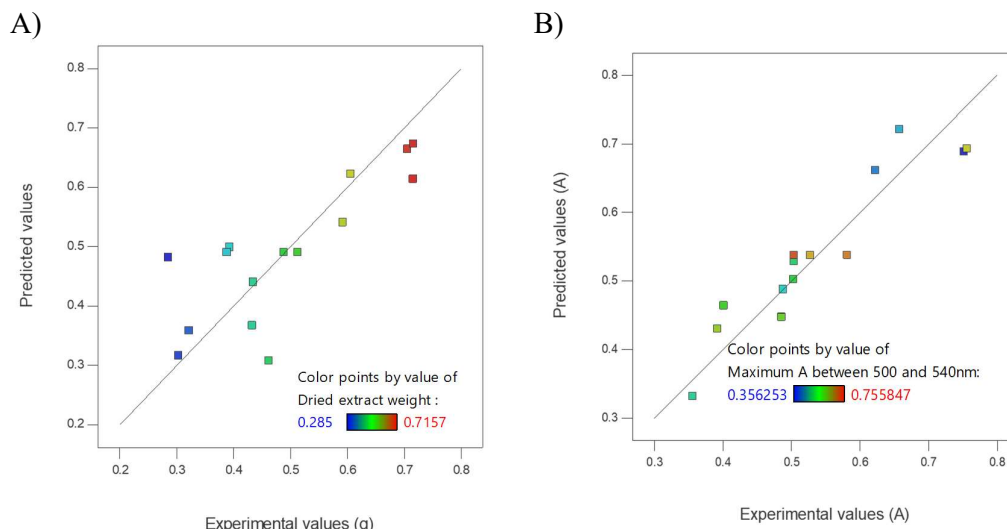 A)
B)
0.8
0.7
0.6
0.5
0.4
0.3
0.2
Predicted values
Color points by value of
Dried extract weight :
0.285 0.7157
0.2 0.3 0.4 0.5 0.6 0.7 0.8
Experimental values (g)
0.8
0.7
0.6
0.5
0.4
0.3
Predicted values (A)
Color points by value of
Maximum A between 500 and 540nm:
0.356253 0.755847
0.3 0.4 0.5 0.6 0.7 0.8
Experimental values (A)